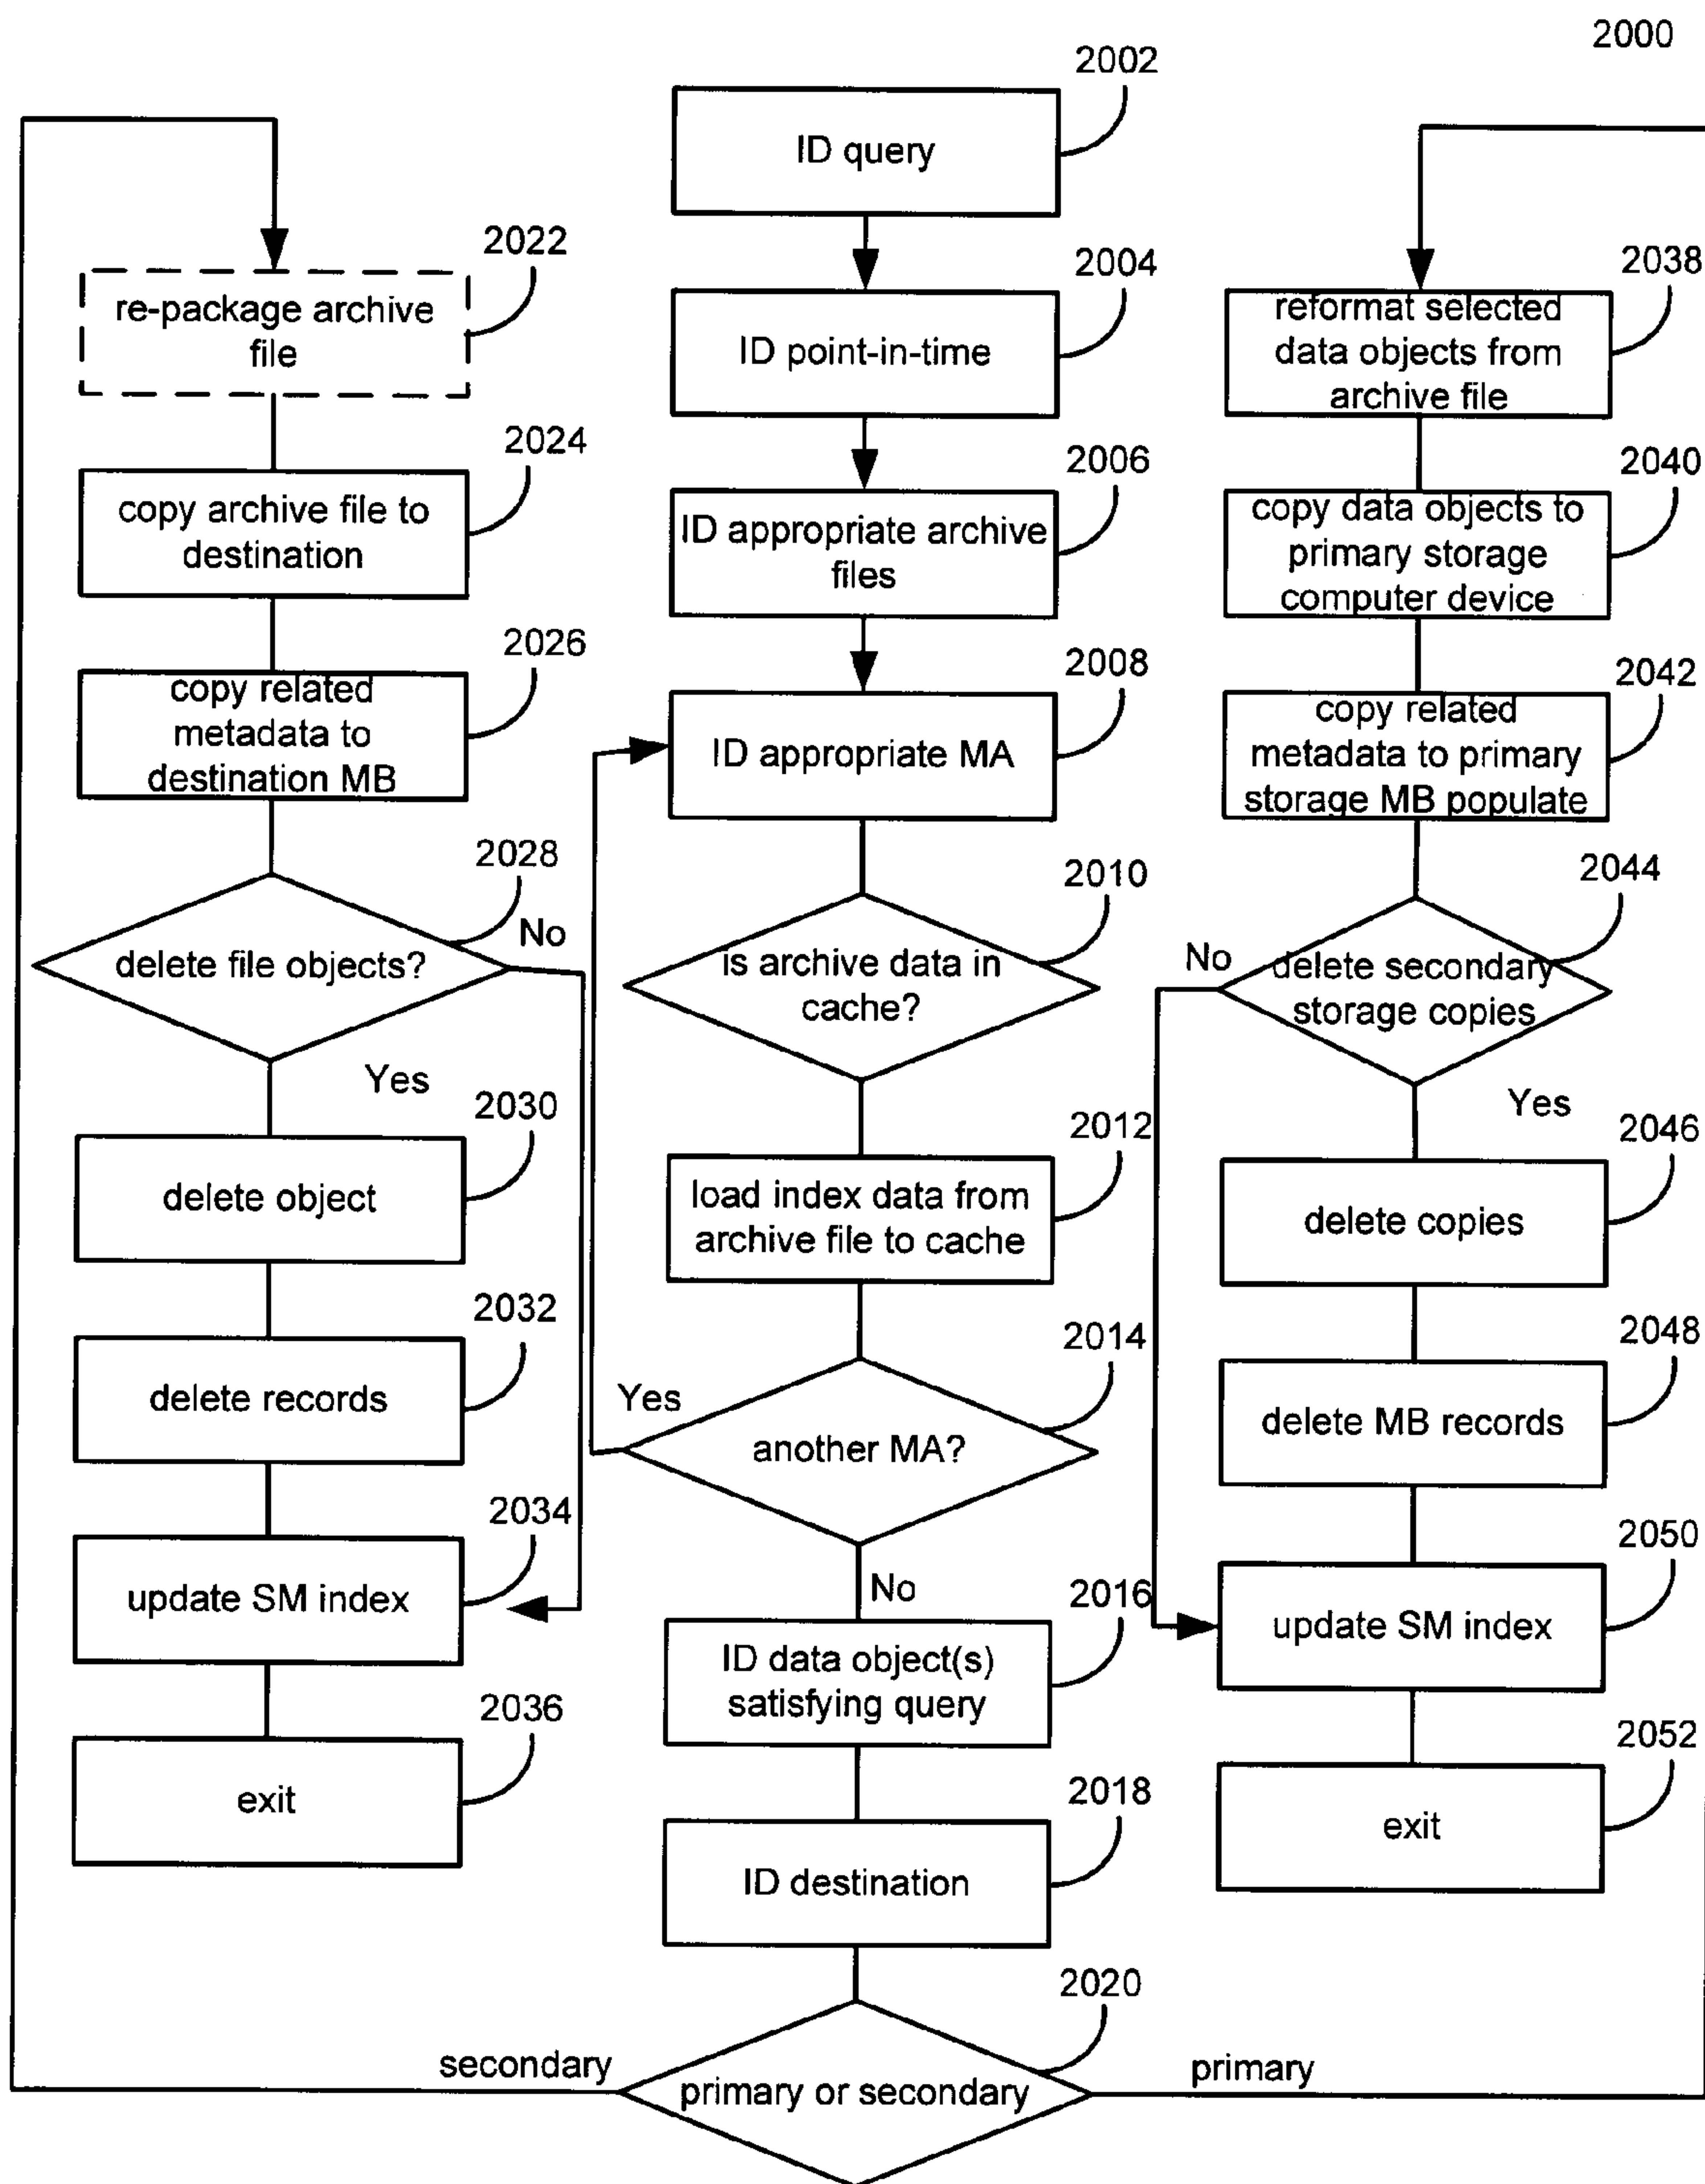 2000
2002
ID query
2004
ID point-in-time
2006
ID appropriate archive
files
2008
ID appropriate MA
2010
is archive data in
cache?
2012
load index data from
archive file to cache
2014
another MA?
Yes
No
2016
ID data object(s)
satisfying query
2018
ID destination
2020
primary or secondary
secondary
primary
2022
re-package archive
file
2024
copy archive file to
destination
2026
copy related
metadata to
destination MB
2028
delete file objects?
No
Yes
2030
delete object
2032
delete records
2034
update SM index
2036
exit
2038
reformat selected
data objects from
archive file
2040
copy data objects to
primary storage
computer device
2042
copy related
metadata to primary
storage MB populate
2044
delete secondary
storage copies
No
Yes
2046
delete copies
2048
delete MB records
2050
update SM index
2052
exit